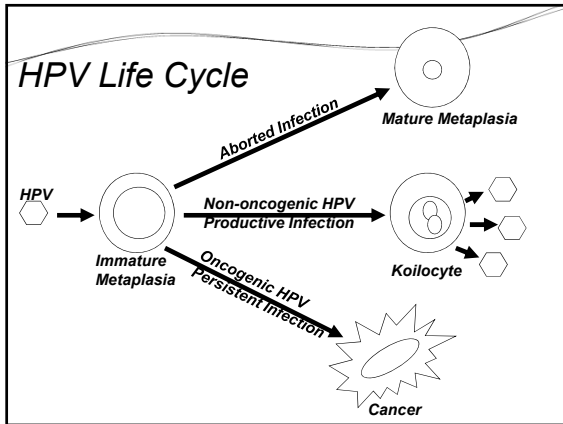 HPV Life Cycle
Aborted Infection
Mature Metaplasia
HPV
Non-oncogenic HPV
Productive Infection
Immature
Metaplasia
Koilocyte
Oncogenic HPV
Persistent Infection
Cancer